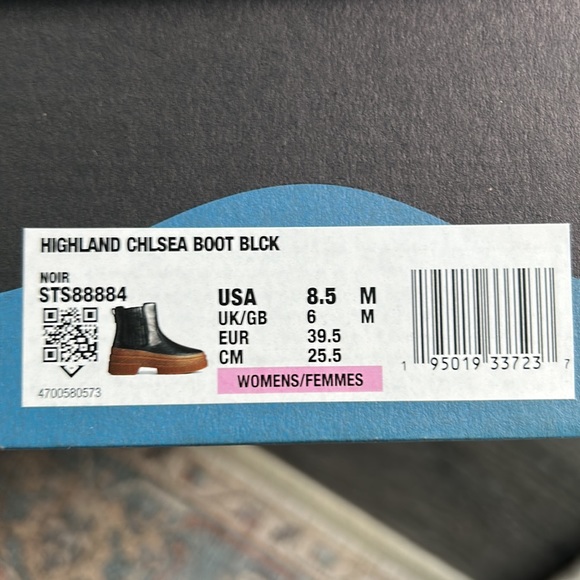 HIGHLAND CHLSEA BOOT BLCK
NOIR
STS88884
4700580573
USA 8.5 M
UK/GB 6 M
EUR 39.5
CM 25.5
WOMENS/FEMMES
1 95019 33723 7